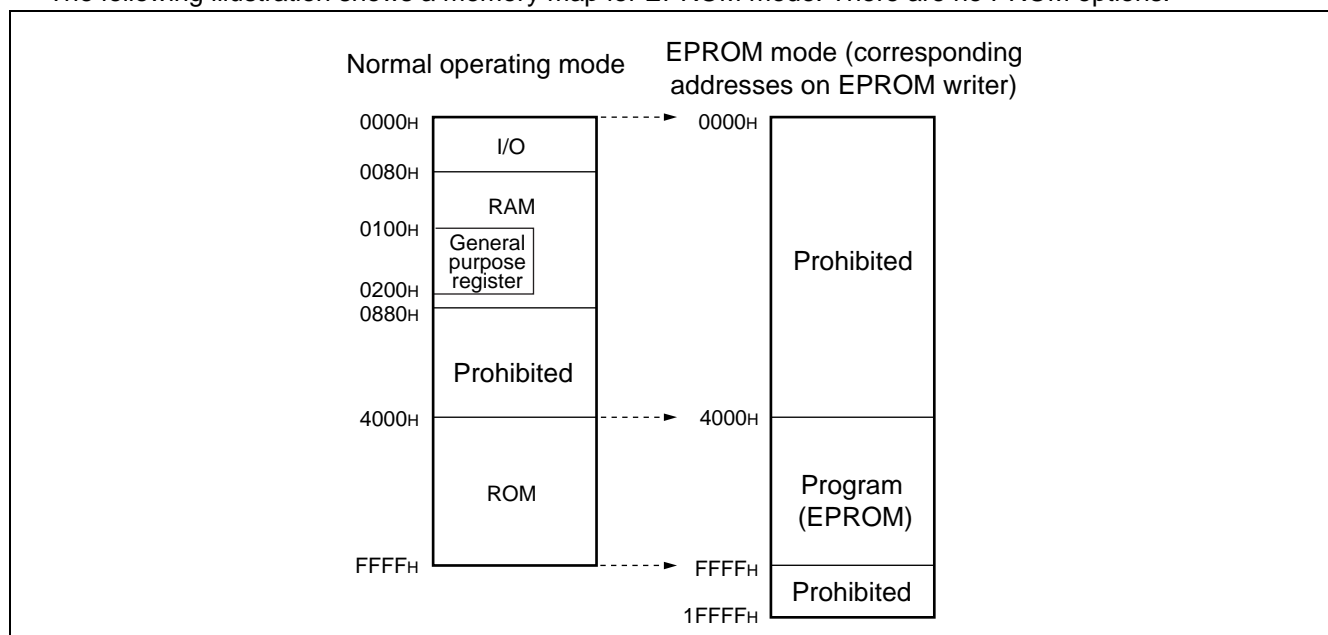 The following illustration shows a memory map for EPROM mode. There are no PROM options.
Normal operating mode
EPROM mode (corresponding
addresses on EPROM writer)
0000H
I/O
0080H
RAM
0100H
General
purpose
register
0200H
0880H
Prohibited
4000H
ROM
FFFFH
0000H
Prohibited
4000H
Program
(EPROM)
FFFFH
Prohibited
1FFFFH